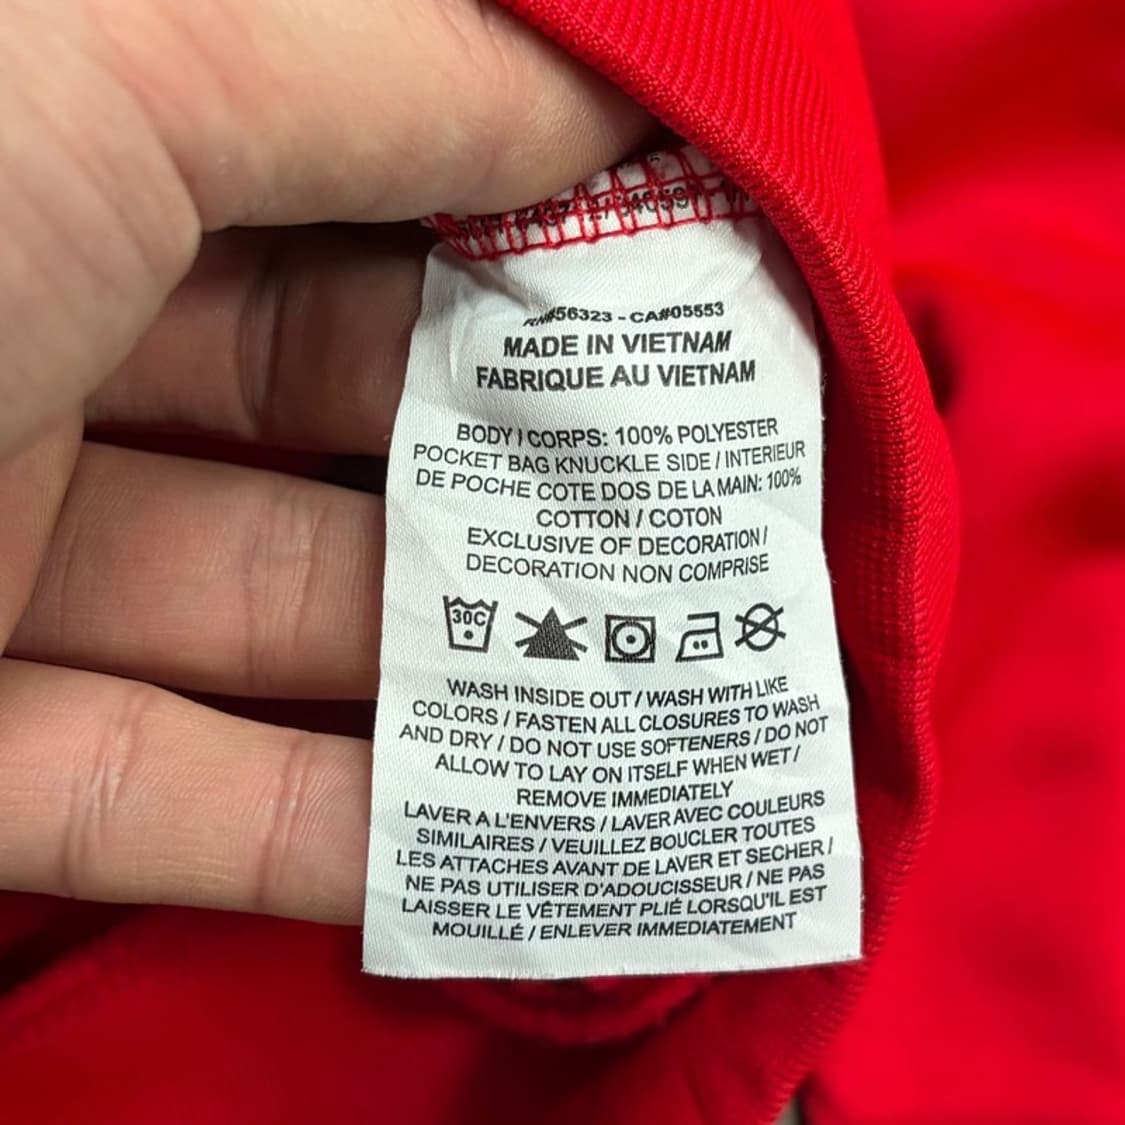 RN#56323 - CA#05553
MADE IN VIETNAM
FABRIQUE AU VIETNAM
BODY / CORPS: 100% POLYESTER
POCKET BAG KNUCKLE SIDE / INTERIEUR
DE POCHE COTE DOS DE LA MAIN: 100%
COTTON / COTON
EXCLUSIVE OF DECORATION /
DECORATION NON COMPRISE
30C
WASH INSIDE OUT / WASH WITH LIKE
COLORS / FASTEN ALL CLOSURES TO WASH
AND DRY / DO NOT USE SOFTENERS / DO NOT
ALLOW TO LAY ON ITSELF WHEN WET /
REMOVE IMMEDIATELY
LAVER A L'ENVERS / LAVER AVEC COULEURS
SIMILAIRES / VEUILLEZ BOUCLER TOUTES
LES ATTACHES AVANT DE LAVER ET SECHER /
NE PAS UTILISER D'ADOUCISSEUR / NE PAS
LAISSER LE VÊTEMENT PLIÉ LORSQU'IL EST
MOUILLÉ / ENLEVER IMMEDIATEMENT